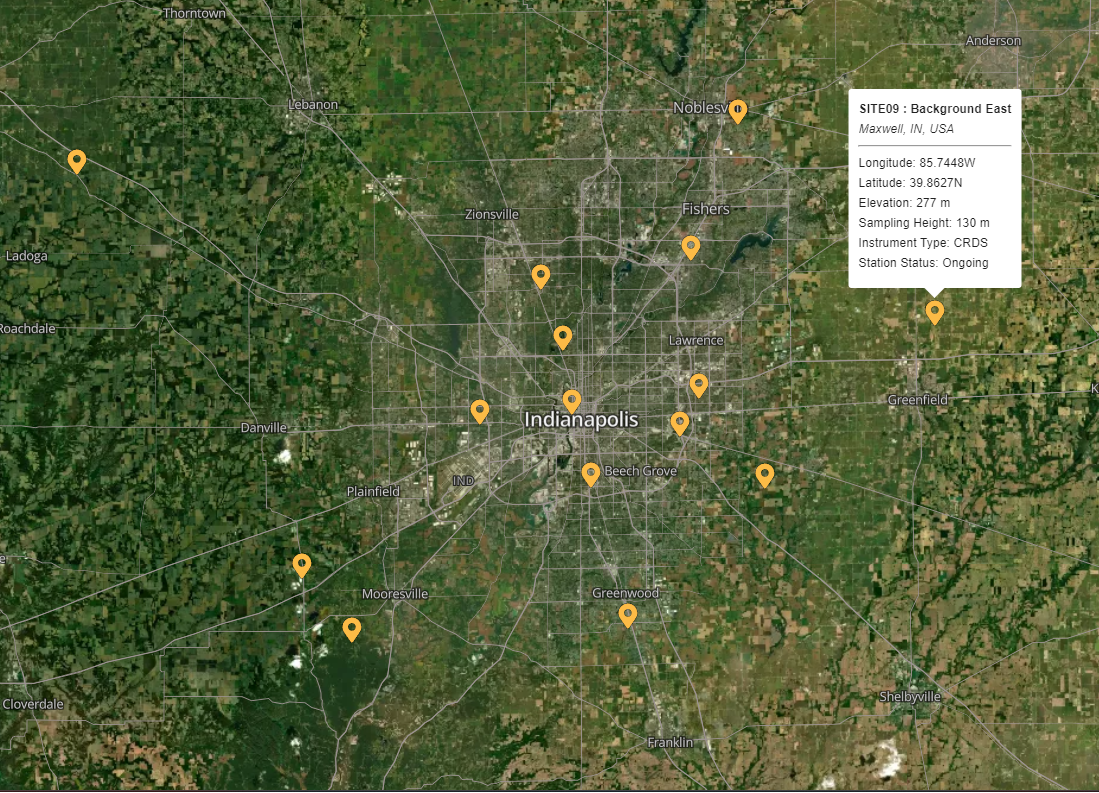 Thorntown
Anderson
Lebanon
Noblesv
SITE09 : Background East
Maxwell, IN, USA
Longitude: 85.7448W
Latitude: 39.8627N
Elevation: 277 m
Sampling Height: 130 m
Instrument Type: CRDS
Station Status: Ongoing
Zionsville
Fishers
Ladoga
Roachdale
Lawrence
Greenfield
K
Indianapolis
Danville
Beech Grove
IND
Plainfield
e
Mooresville
Greenwood
Cloverdale
Shelbyville
Franklin